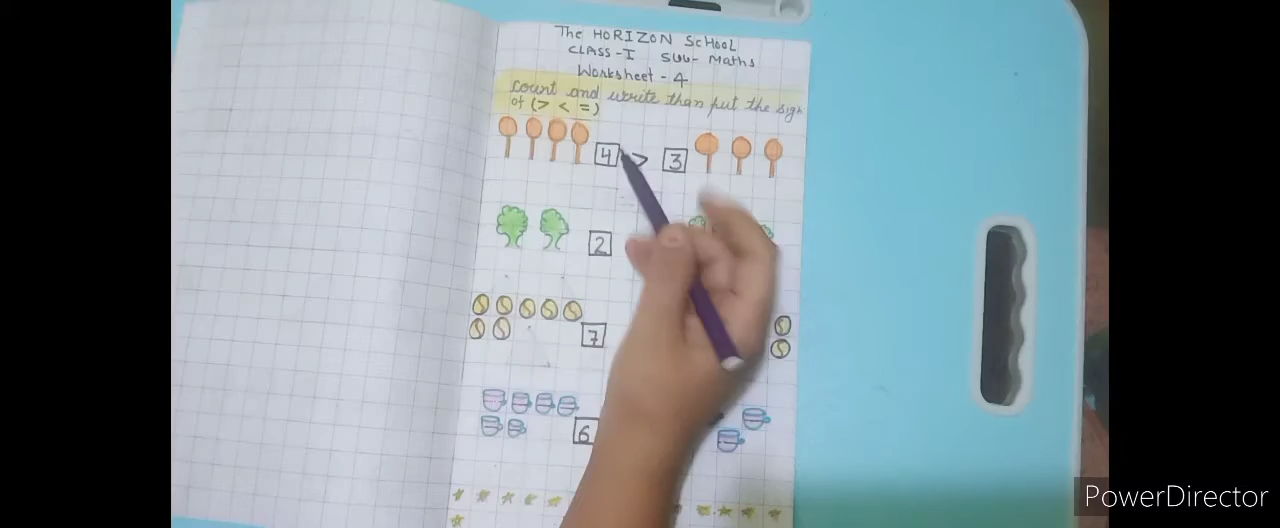 The HORIZON SCHOOL
CLASS-I SUB- Maths
Worksheet - 4
Count and write than put the sign
of (> < =)
4 > 3
2
7
6
PowerDirector